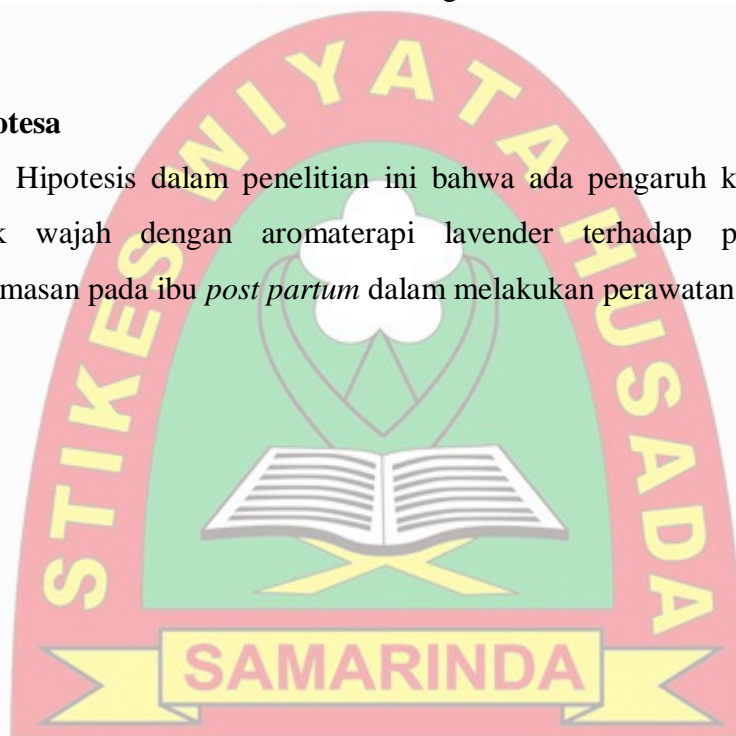 otesa
Hipotesis dalam penelitian ini bahwa ada pengaruh k
k wajah dengan aromaterapi lavender terhadap p
masan pada ibu post partum dalam melakukan perawatan
STIKES WIYATA HUSADA
SAMARINDA